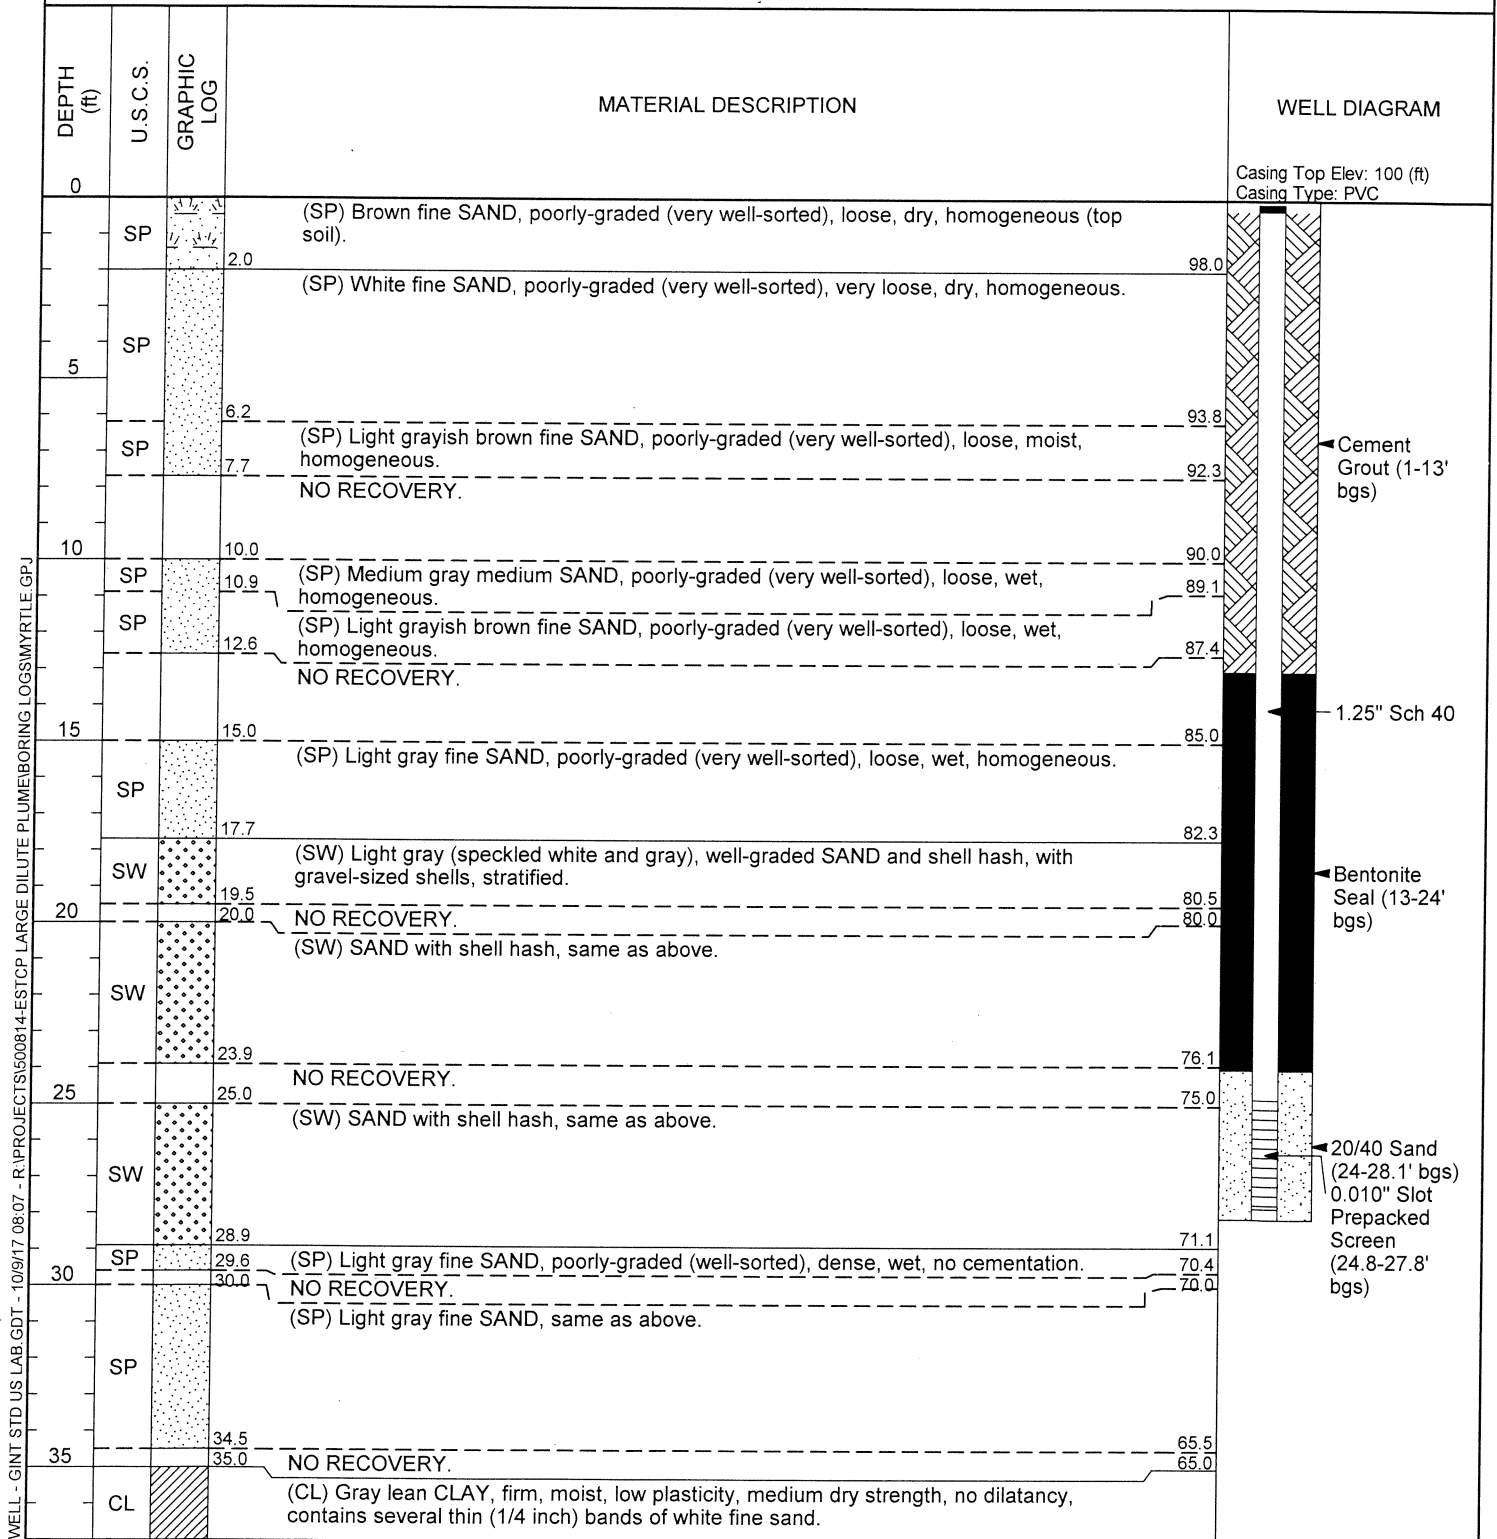 DEPTH
(ft)
U.S.C.S.
GRAPHIC
LOG
MATERIAL DESCRIPTION
WELL DIAGRAM
Casing Top Elev: 100 (ft)
Casing Type: PVC
0
SP
(SP) Brown fine SAND, poorly-graded (very well-sorted), loose, dry, homogeneous (top
soil).
2.0
98.0
(SP) White fine SAND, poorly-graded (very well-sorted), very loose, dry, homogeneous.
SP
5
6.2
93.8
SP
(SP) Light grayish brown fine SAND, poorly-graded (very well-sorted), loose, moist,
homogeneous.
7.7
92.3
NO RECOVERY.
Cement
Grout (1-13'
bgs)
10
10.0
90.0
SP
(SP) Medium gray medium SAND, poorly-graded (very well-sorted), loose, wet,
homogeneous.
10.9
89.1
SP
(SP) Light grayish brown fine SAND, poorly-graded (very well-sorted), loose, wet,
homogeneous.
12.6
87.4
NO RECOVERY.
1.25" Sch 40
15
15.0
85.0
(SP) Light gray fine SAND, poorly-graded (very well-sorted), loose, wet, homogeneous.
SP
17.7
82.3
SW
(SW) Light gray (speckled white and gray), well-graded SAND and shell hash, with
gravel-sized shells, stratified.
Bentonite
Seal (13-24'
bgs)
19.5
80.5
20
20.0
NO RECOVERY.
80.0
(SW) SAND with shell hash, same as above.
SW
23.9
76.1
NO RECOVERY.
25
25.0
75.0
(SW) SAND with shell hash, same as above.
SW
20/40 Sand
(24-28.1' bgs)
0.010" Slot
Prepacked
Screen
(24.8-27.8'
bgs)
28.9
71.1
SP
29.6
(SP) Light gray fine SAND, poorly-graded (well-sorted), dense, wet, no cementation.
70.4
30
30.0
NO RECOVERY.
70.0
(SP) Light gray fine SAND, same as above.
SP
34.5
65.5
35
35.0
NO RECOVERY.
65.0
CL
(CL) Gray lean CLAY, firm, moist, low plasticity, medium dry strength, no dilatancy,
contains several thin (1/4 inch) bands of white fine sand.
WELL - GINT STD US LAB.GDT - 10/9/17 08:07 - R:\PROJECTS\500814-ESTCP LARGE DILUTE PLUME\BORING LOGS\MYRTLE.GPJ